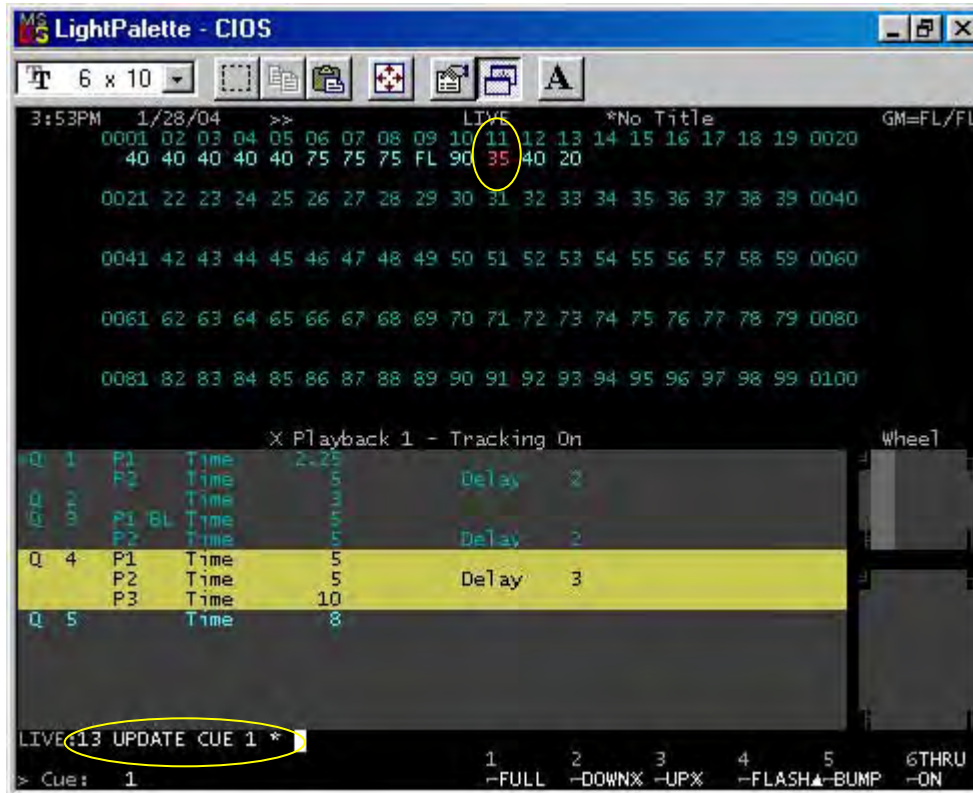 LightPalette - CIOS
6 x 10
A
3:53PM 1/28/04 >> LIVE *No Title GM=FL/FL
0001 02 03 04 05 06 07 08 09 10 11 12 13 14 15 16 17 18 19 0020
40 40 40 40 40 75 75 75 FL 90 35 40 20
0021 22 23 24 25 26 27 28 29 30 31 32 33 34 35 36 37 38 39 0040
0041 42 43 44 45 46 47 48 49 50 51 52 53 54 55 56 57 58 59 0060
0061 62 63 64 65 66 67 68 69 70 71 72 73 74 75 76 77 78 79 0080
0081 82 83 84 85 86 87 88 89 90 91 92 93 94 95 96 97 98 99 0100
X Playback 1 - Tracking On Wheel
Q 1 P1 Time 2.25
P2 Time 5 Delay 2
Q 2 Time 3
Q 3 P1 BL Time 5
P2 Time 5 Delay 2
Q 4 P1 Time 5
P2 Time 5 Delay 3
P3 Time 10
Q 5 Time 8
LIVE:13 UPDATE CUE 1 *
1 2 3 4 5 6THRU
> Cue: 1 ¬FULL ¬DOWN% ¬UP% ¬FLASH▲¬BUMP ¬ON